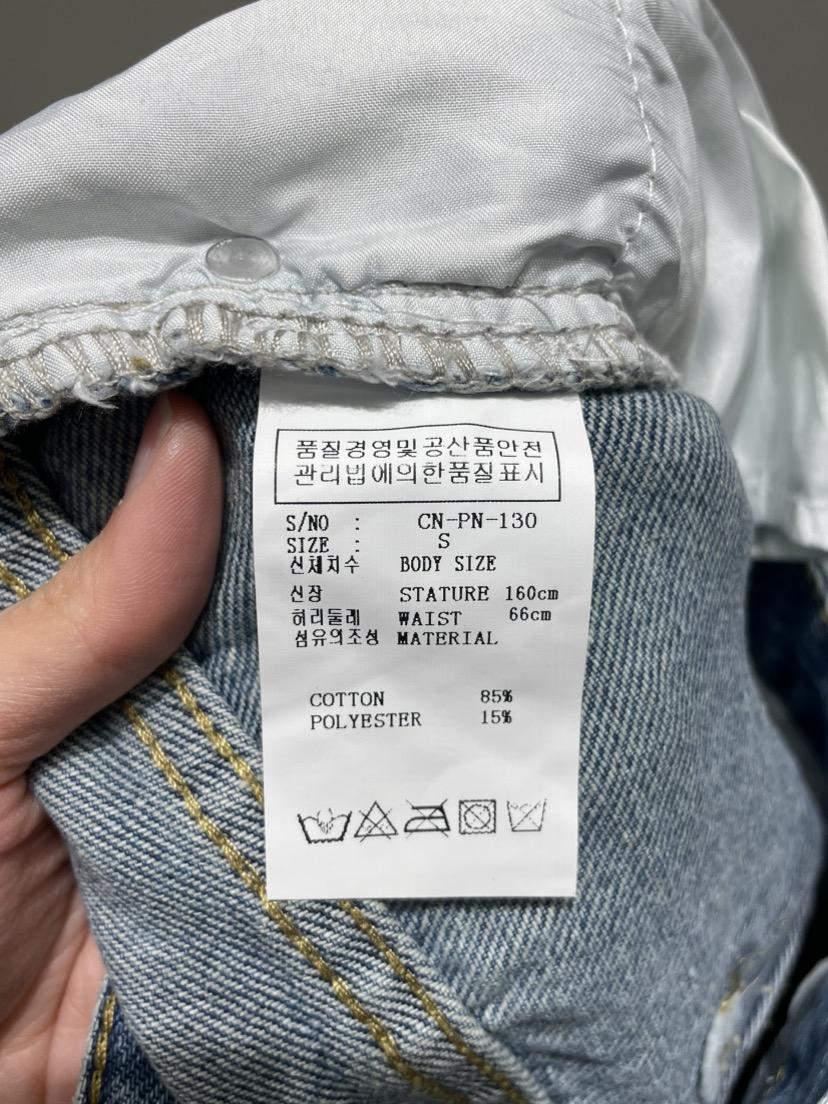 품질경영및공산품안전
관리법에의한품질표시
S/NO : CN-PN-130
SIZE : S
신체치수 BODY SIZE
신장 STATURE 160cm
허리둘레 WAIST 66cm
섬유의조성 MATERIAL
COTTON 85%
POLYESTER 15%